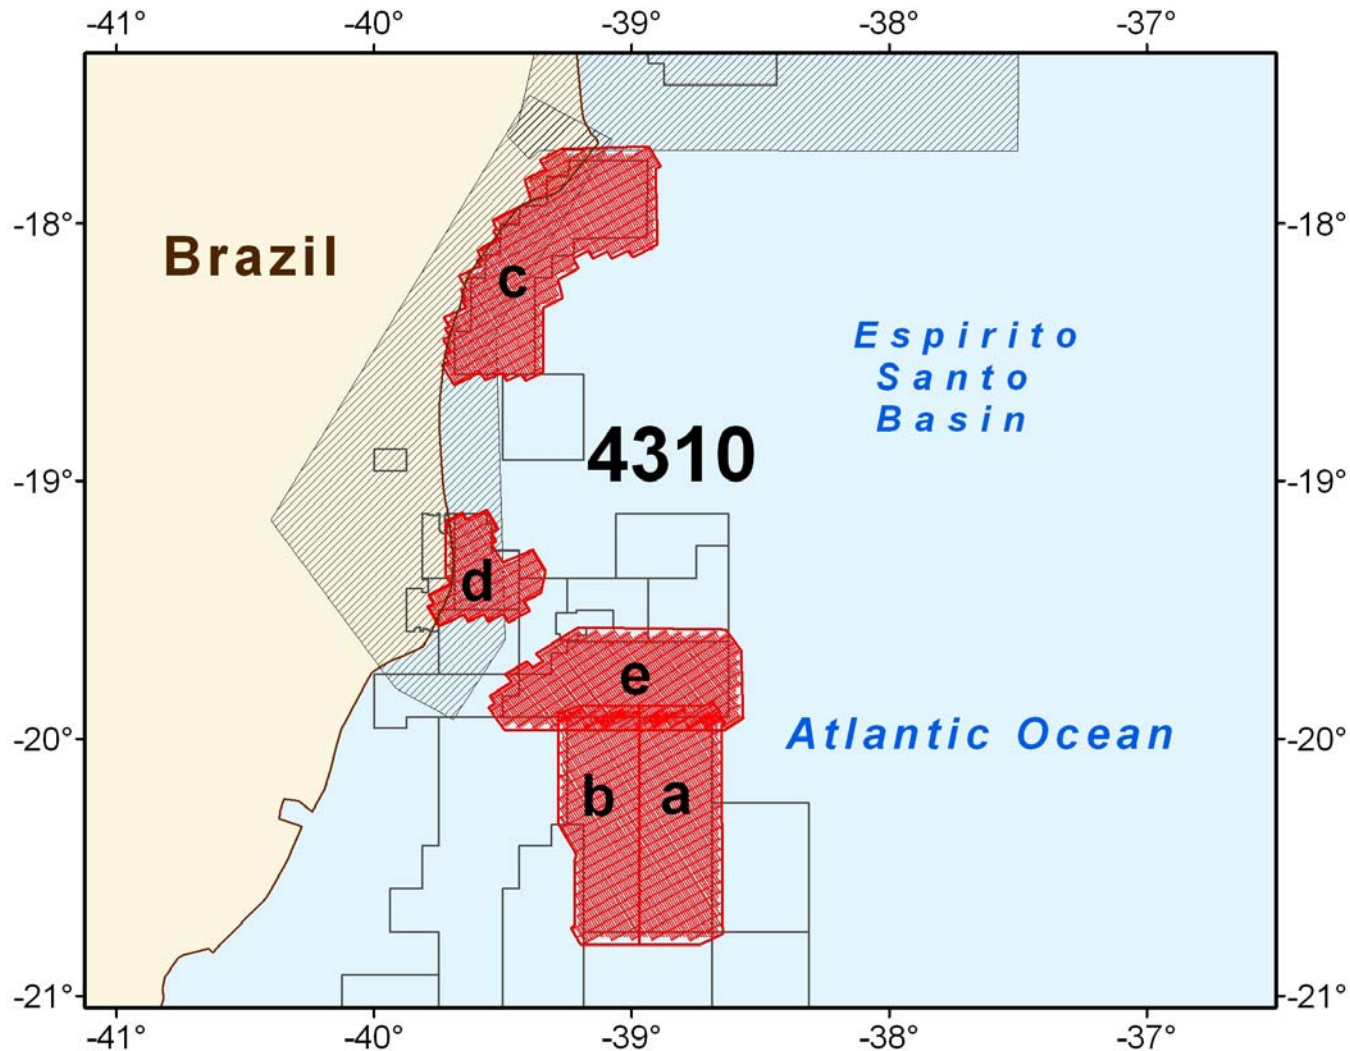 -41° -40° -39° -38° -37°
-18° -18°
Brazil
c
Espirito
Santo
Basin
4310
-19° -19°
d
e
Atlantic Ocean
-20° -20°
b a
-21° -21°
-41° -40° -39° -38° -37°